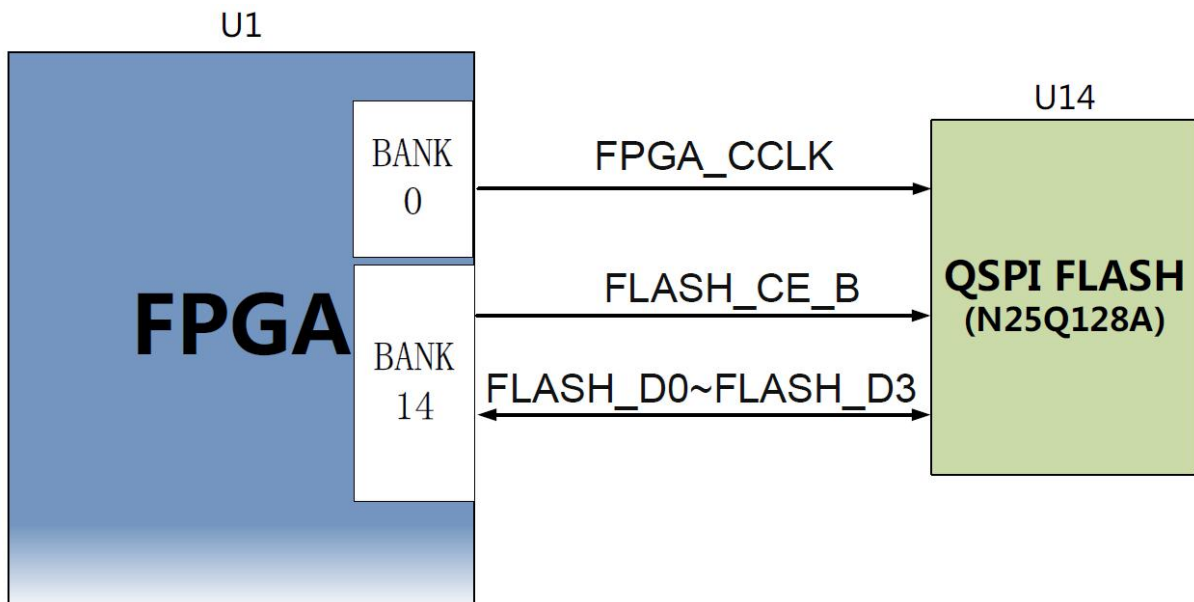 U1
U14
FPGA
BANK
0
BANK
14
FPGA_CCLK
FLASH_CE_B
FLASH_D0~FLASH_D3
QSPI FLASH
(N25Q128A)